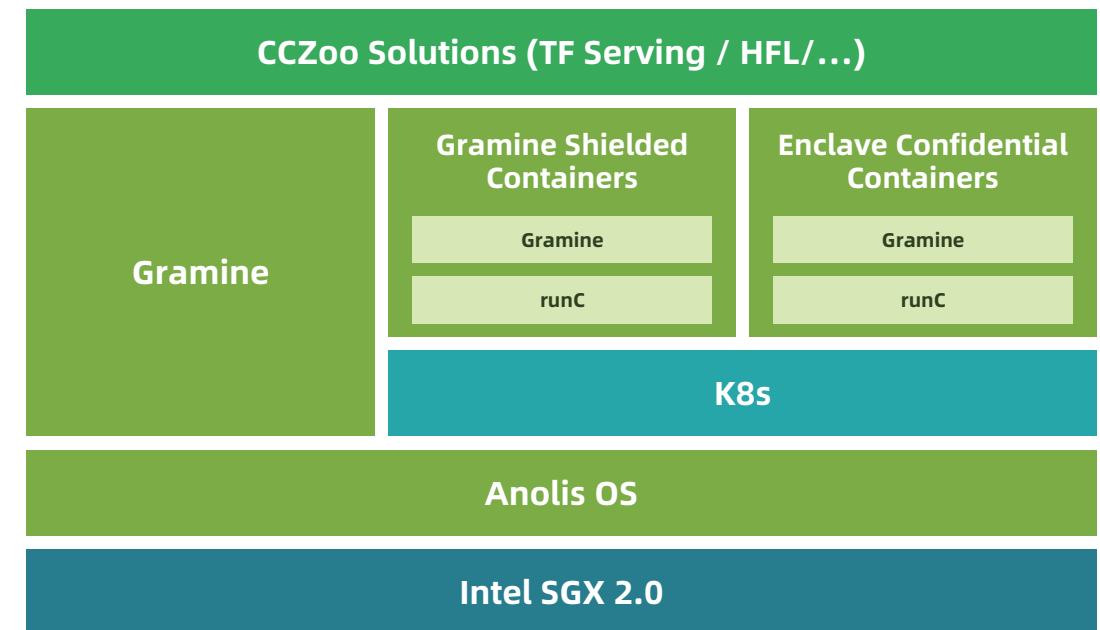 CCZoo Solutions (TF Serving / HFL/...)
Gramine
Gramine Shielded
Containers
Gramine
runC
Enclave Confidential
Containers
Gramine
runC
K8s
Anolis OS
Intel SGX 2.0